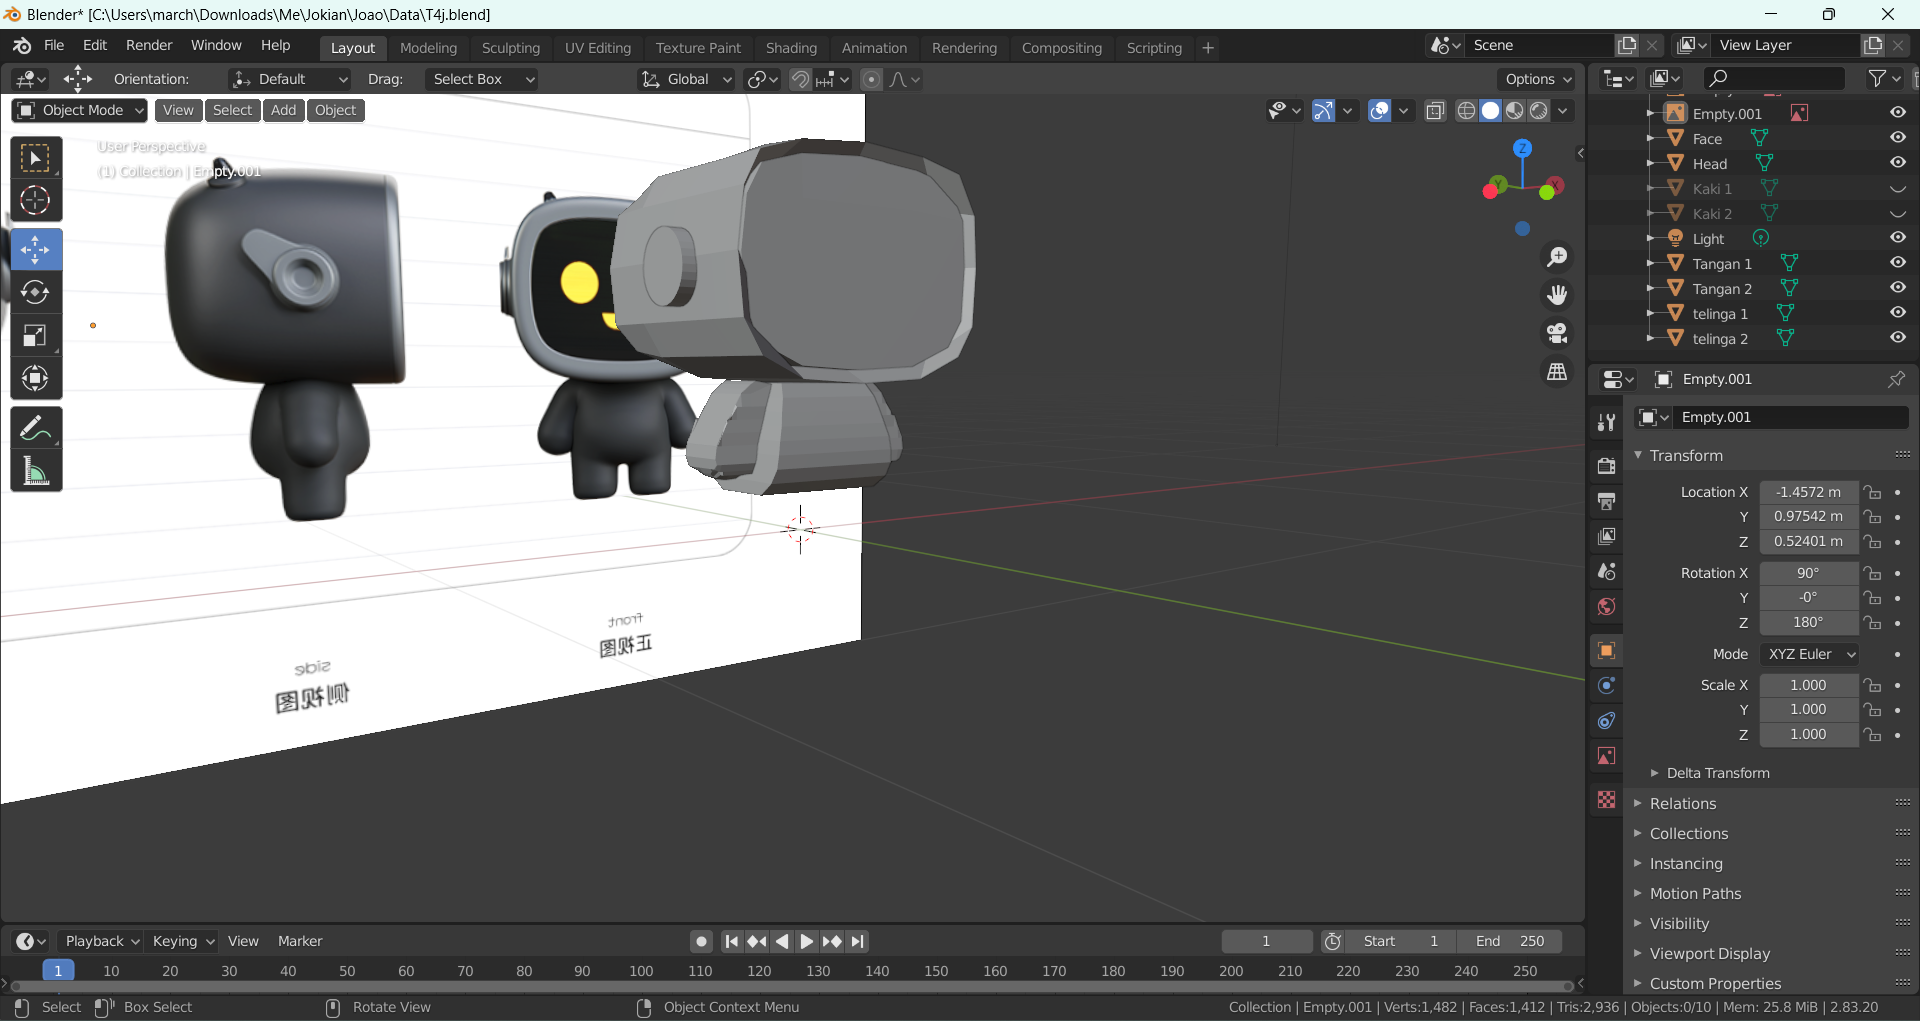 Blender* [C:\Users\march\Downloads\Me\Jokian\Joao\Data\T4j.blend]
File Edit Render Window Help Layout Modeling Sculpting UV Editing Texture Paint Shading Animation Rendering Compositing Scripting + Scene View Layer
Orientation: Default Drag: Select Box Global Options
Object Mode View Select Add Object
User Perspective
(1) Collection | Empty.001
Z
Y
X
front
正视图
side
侧视图
Empty.001
Face
Head
Kaki 1
Kaki 2
Light
Tangan 1
Tangan 2
telinga 1
telinga 2
Empty.001
Empty.001
Transform
Location X -1.4572 m
Y 0.97542 m
Z 0.52401 m
Rotation X 90°
Y -0°
Z 180°
Mode XYZ Euler
Scale X 1.000
Y 1.000
Z 1.000
Delta Transform
Relations
Collections
Instancing
Motion Paths
Visibility
Viewport Display
Custom Properties
Playback Keying View Marker 1 Start 1 End 250
1 10 20 30 40 50 60 70 80 90 100 110 120 130 140 150 160 170 180 190 200 210 220 230 240 250
Select Box Select Rotate View Object Context Menu Collection | Empty.001 | Verts:1,482 | Faces:1,412 | Tris:2,936 | Objects:0/10 | Mem: 25.8 MiB | 2.83.20